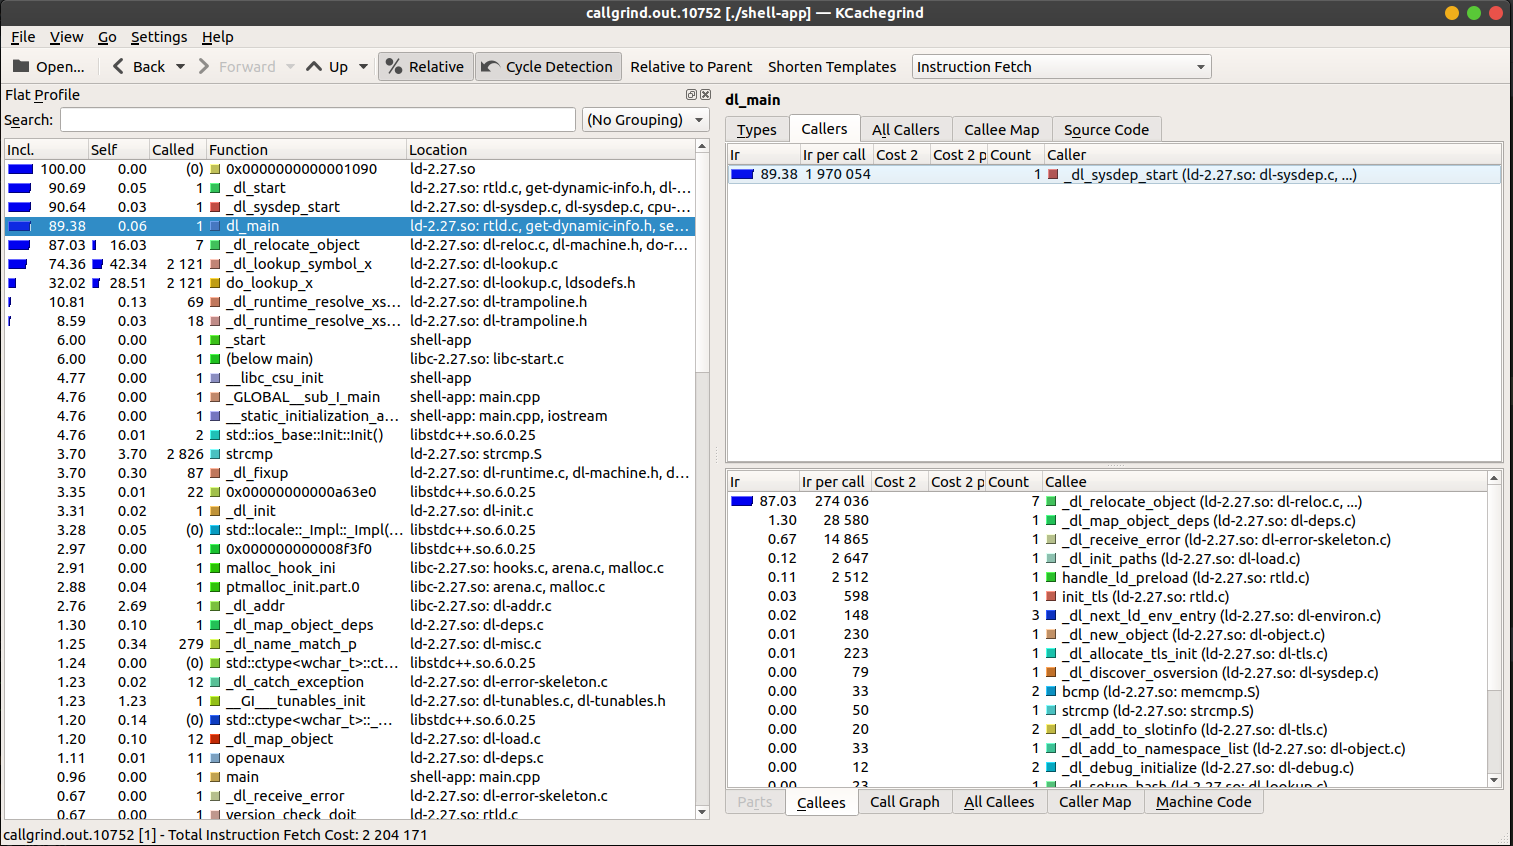 callgrind.out.10752 [./shell-app] — KCachegrind
File View Go Settings Help
Open... Back Forward Up Relative Cycle Detection Relative to Parent Shorten Templates Instruction Fetch
Flat Profile
Search: (No Grouping)
Incl. Self Called Function Location
100.00 0.00 (0) 0x0000000000001090 ld-2.27.so
90.69 0.05 1 _dl_start ld-2.27.so: rtld.c, get-dynamic-info.h, dl-...
90.64 0.03 1 _dl_sysdep_start ld-2.27.so: dl-sysdep.c, dl-sysdep.c, cpu-...
89.38 0.06 1 dl_main ld-2.27.so: rtld.c, get-dynamic-info.h, se...
87.03 16.03 7 _dl_relocate_object ld-2.27.so: dl-reloc.c, dl-machine.h, do-r...
74.36 42.34 2 121 _dl_lookup_symbol_x ld-2.27.so: dl-lookup.c
32.02 28.51 2 121 do_lookup_x ld-2.27.so: dl-lookup.c, ldsodefs.h
10.81 0.13 69 _dl_runtime_resolve_xs... ld-2.27.so: dl-trampoline.h
8.59 0.03 18 _dl_runtime_resolve_xs... ld-2.27.so: dl-trampoline.h
6.00 0.00 1 _start shell-app
6.00 0.00 1 (below main) libc-2.27.so: libc-start.c
4.77 0.00 1 __libc_csu_init shell-app
4.76 0.00 1 _GLOBAL__sub_I_main shell-app: main.cpp
4.76 0.00 1 __static_initialization_a... shell-app: main.cpp, iostream
4.76 0.01 2 std::ios_base::Init::Init() libstdc++.so.6.0.25
3.70 3.70 2 826 strcmp ld-2.27.so: strcmp.S
3.70 0.30 87 _dl_fixup ld-2.27.so: dl-runtime.c, dl-machine.h, d...
3.35 0.01 22 0x00000000000a63e0 libstdc++.so.6.0.25
3.31 0.02 1 _dl_init ld-2.27.so: dl-init.c
3.28 0.05 (0) std::locale::_Impl::_Impl(... libstdc++.so.6.0.25
2.97 0.00 1 0x000000000008f3f0 libstdc++.so.6.0.25
2.91 0.00 1 malloc_hook_ini libc-2.27.so: hooks.c, arena.c, malloc.c
2.88 0.04 1 ptmalloc_init.part.0 libc-2.27.so: arena.c, malloc.c
2.76 2.69 1 _dl_addr libc-2.27.so: dl-addr.c
1.30 0.10 1 _dl_map_object_deps ld-2.27.so: dl-deps.c
1.25 0.34 279 _dl_name_match_p ld-2.27.so: dl-misc.c
1.24 0.00 (0) std::ctype<wchar_t>::ct... libstdc++.so.6.0.25
1.23 0.02 12 _dl_catch_exception ld-2.27.so: dl-error-skeleton.c
1.23 1.23 1 __GI___tunables_init ld-2.27.so: dl-tunables.c, dl-tunables.h
1.20 0.14 (0) std::ctype<wchar_t>::_... libstdc++.so.6.0.25
1.20 0.10 12 _dl_map_object ld-2.27.so: dl-load.c
1.11 0.01 11 openaux ld-2.27.so: dl-deps.c
0.96 0.00 1 main shell-app: main.cpp
0.67 0.00 1 _dl_receive_error ld-2.27.so: dl-error-skeleton.c
0.67 0.00 1 version_check_doit ld-2.27.so: rtld.c
callgrind.out.10752 [1] - Total Instruction Fetch Cost: 2 204 171
dl_main
Types Callers All Callers Callee Map Source Code
Ir Ir per call Cost 2 Cost 2 p Count Caller
89.38 1 970 054 1 _dl_sysdep_start (ld-2.27.so: dl-sysdep.c, ...)
Ir Ir per call Cost 2 Cost 2 p Count Callee
87.03 274 036 7 _dl_relocate_object (ld-2.27.so: dl-reloc.c, ...)
1.30 28 580 1 _dl_map_object_deps (ld-2.27.so: dl-deps.c)
0.67 14 865 1 _dl_receive_error (ld-2.27.so: dl-error-skeleton.c)
0.12 2 647 1 _dl_init_paths (ld-2.27.so: dl-load.c)
0.11 2 512 1 handle_ld_preload (ld-2.27.so: rtld.c)
0.03 598 1 init_tls (ld-2.27.so: rtld.c)
0.02 148 3 _dl_next_ld_env_entry (ld-2.27.so: dl-environ.c)
0.01 230 1 _dl_new_object (ld-2.27.so: dl-object.c)
0.01 223 1 _dl_allocate_tls_init (ld-2.27.so: dl-tls.c)
0.00 79 1 _dl_discover_osversion (ld-2.27.so: dl-sysdep.c)
0.00 33 2 bcmp (ld-2.27.so: memcmp.S)
0.00 50 1 strcmp (ld-2.27.so: strcmp.S)
0.00 20 2 _dl_add_to_slotinfo (ld-2.27.so: dl-tls.c)
0.00 33 1 _dl_add_to_namespace_list (ld-2.27.so: dl-object.c)
0.00 12 2 _dl_debug_initialize (ld-2.27.so: dl-debug.c)
0.00 23 1 _dl_setup_hash (ld-2.27.so: dl-lookup.c)
Parts Callees Call Graph All Callees Caller Map Machine Code